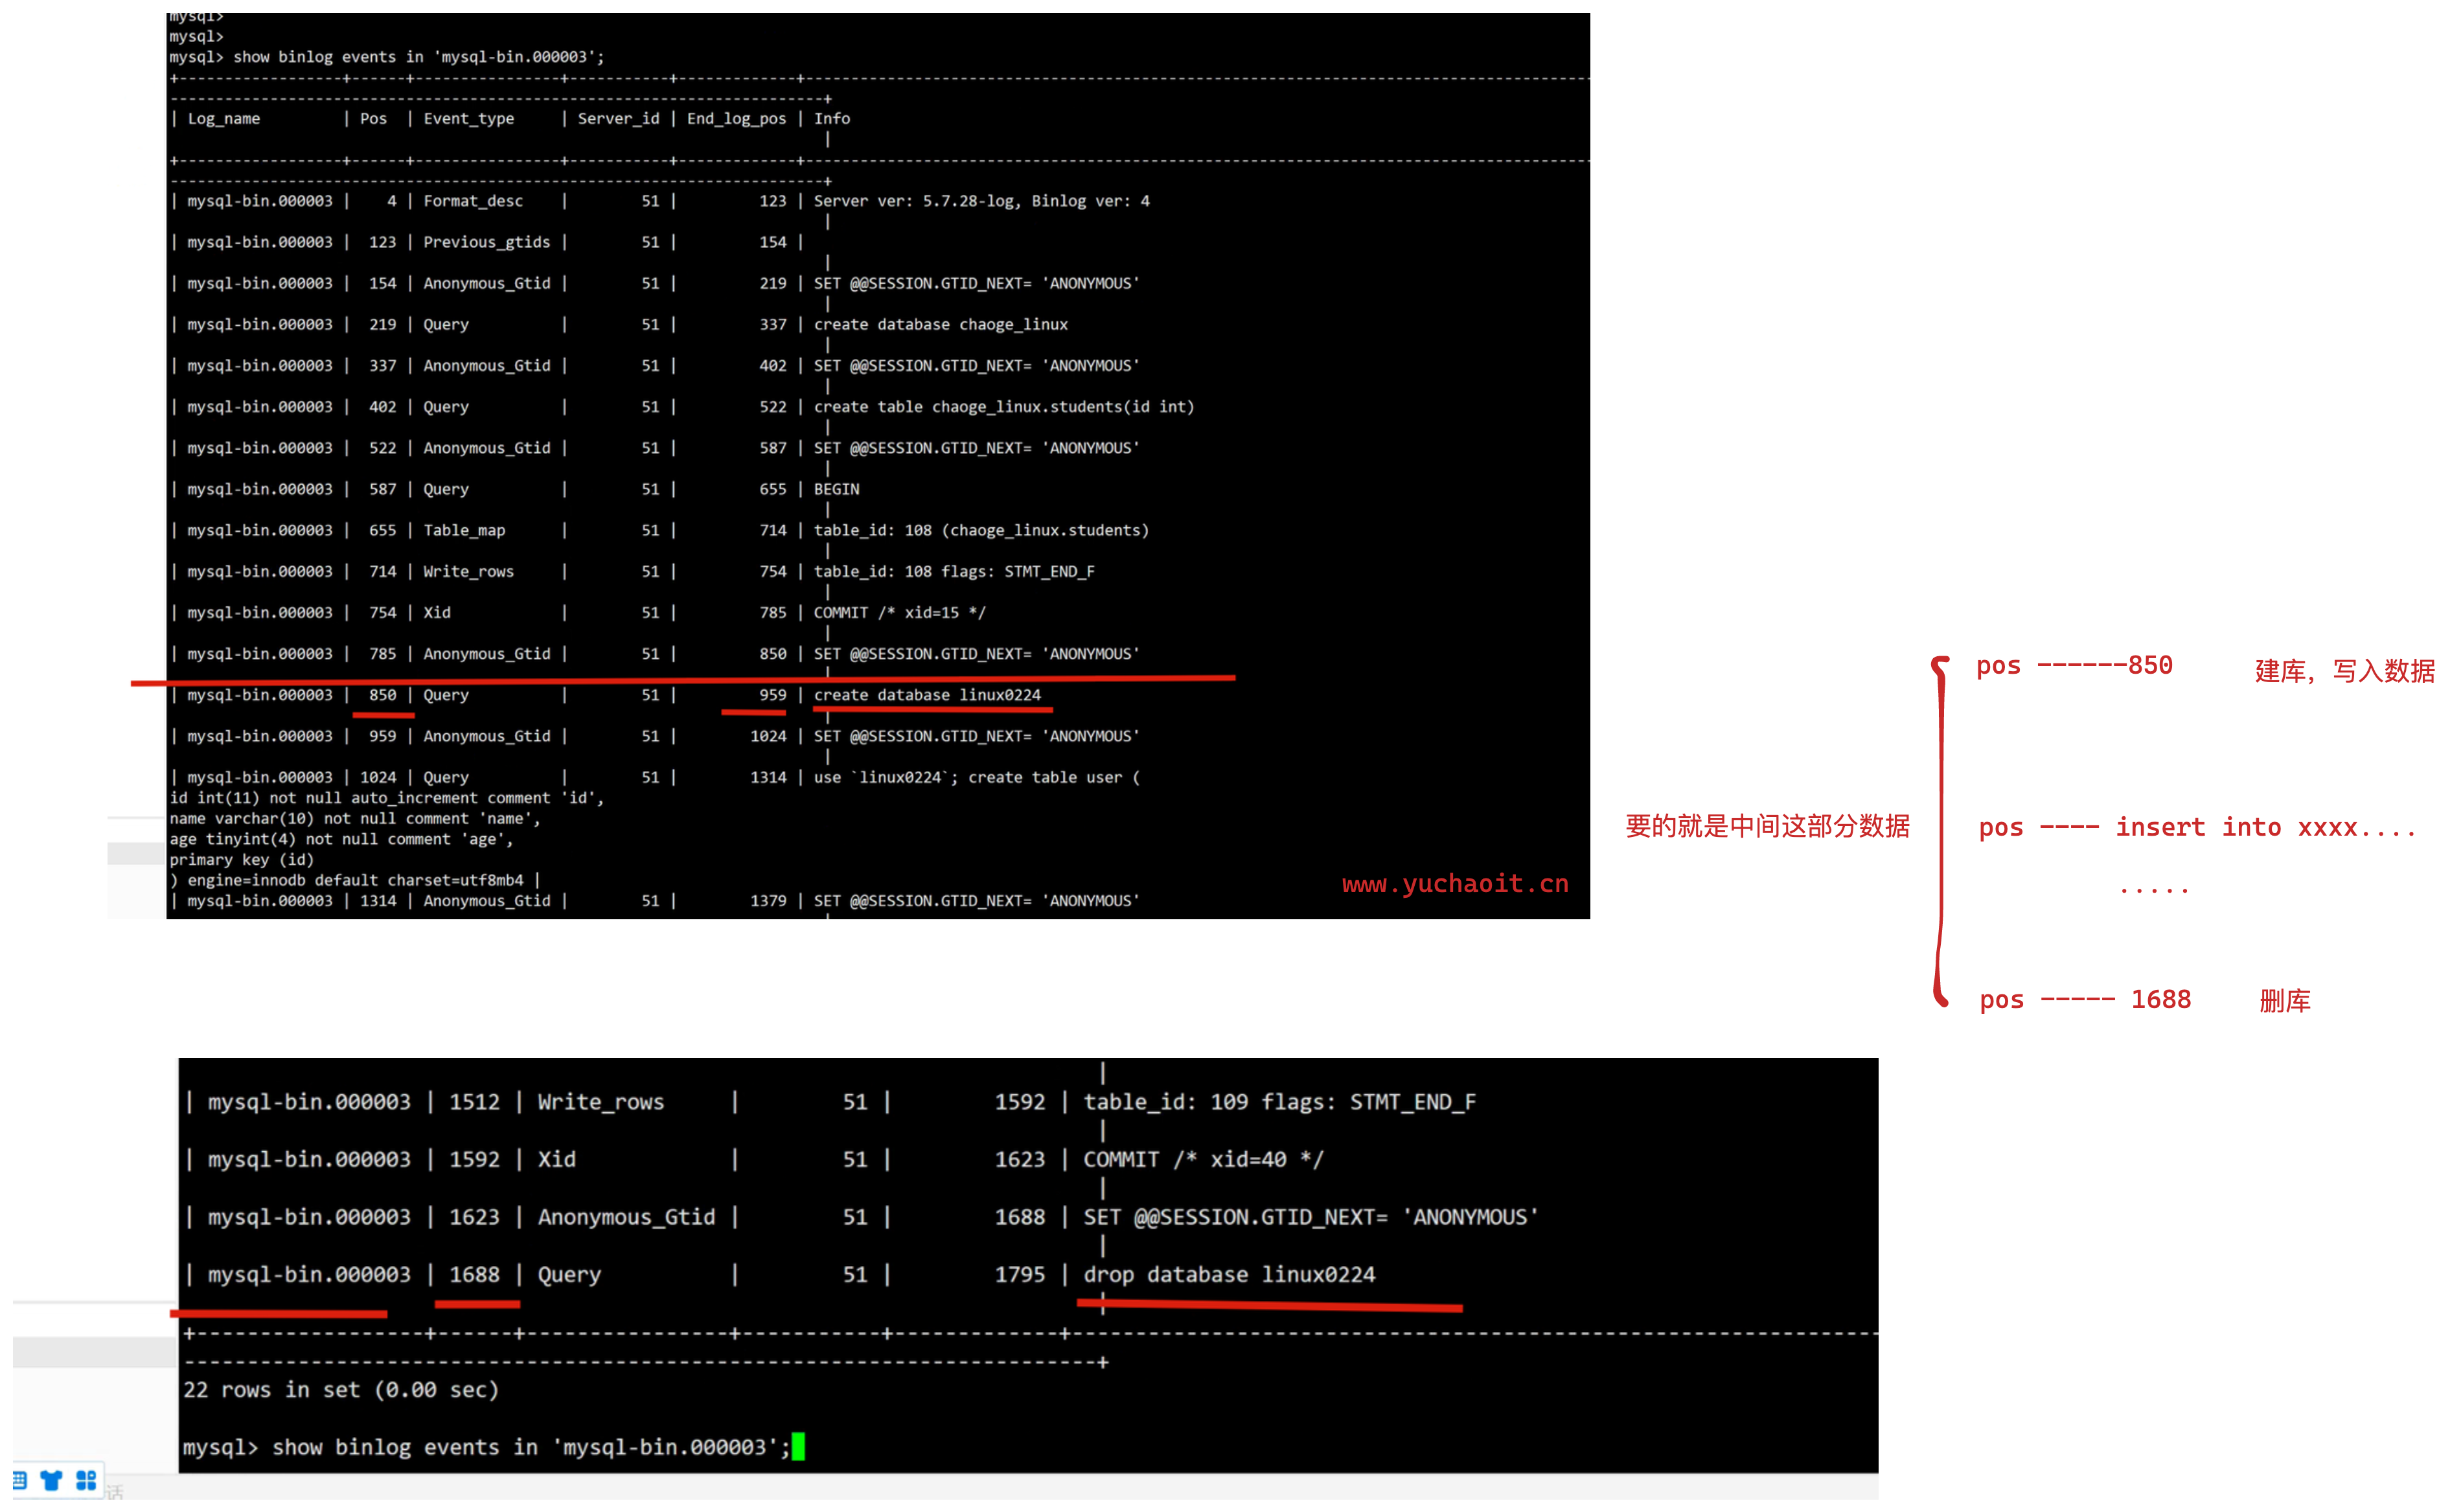 mysql>
mysql>
mysql> show binlog events in 'mysql-bin.000003';
+------------------+------+----------------+-----------+-------------+---------------------------------------------------------------------------------------
------------------------------------------------------------------------+
| Log_name         | Pos  | Event_type     | Server_id | End_log_pos | Info
|
+------------------+------+----------------+-----------+-------------+---------------------------------------------------------------------------------------
------------------------------------------------------------------------+
| mysql-bin.000003 |    4 | Format_desc    |        51 |         123 | Server ver: 5.7.28-log, Binlog ver: 4
|
| mysql-bin.000003 |  123 | Previous_gtids |        51 |         154 |
|
| mysql-bin.000003 |  154 | Anonymous_Gtid |        51 |         219 | SET @@SESSION.GTID_NEXT= 'ANONYMOUS'
|
| mysql-bin.000003 |  219 | Query          |        51 |         337 | create database chaoge_linux
|
| mysql-bin.000003 |  337 | Anonymous_Gtid |        51 |         402 | SET @@SESSION.GTID_NEXT= 'ANONYMOUS'
|
| mysql-bin.000003 |  402 | Query          |        51 |         522 | create table chaoge_linux.students(id int)
|
| mysql-bin.000003 |  522 | Anonymous_Gtid |        51 |         587 | SET @@SESSION.GTID_NEXT= 'ANONYMOUS'
|
| mysql-bin.000003 |  587 | Query          |        51 |         655 | BEGIN
|
| mysql-bin.000003 |  655 | Table_map      |        51 |         714 | table_id: 108 (chaoge_linux.students)
|
| mysql-bin.000003 |  714 | Write_rows     |        51 |         754 | table_id: 108 flags: STMT_END_F
|
| mysql-bin.000003 |  754 | Xid            |        51 |         785 | COMMIT /* xid=15 */
|
| mysql-bin.000003 |  785 | Anonymous_Gtid |        51 |         850 | SET @@SESSION.GTID_NEXT= 'ANONYMOUS'
|
| mysql-bin.000003 |  850 | Query          |        51 |         959 | create database linux0224
|
| mysql-bin.000003 |  959 | Anonymous_Gtid |        51 |        1024 | SET @@SESSION.GTID_NEXT= 'ANONYMOUS'
|
| mysql-bin.000003 | 1024 | Query          |        51 |        1314 | use `linux0224`; create table user (
id int(11) not null auto_increment comment 'id',
name varchar(10) not null comment 'name',
age tinyint(4) not null comment 'age',
primary key (id)
) engine=innodb default charset=utf8mb4 |
| mysql-bin.000003 | 1314 | Anonymous_Gtid |        51 |        1379 | SET @@SESSION.GTID_NEXT= 'ANONYMOUS'
www.yuchaoit.cn
pos ------850 建库，写入数据
要的就是中间这部分数据
pos ---- insert into xxxx....
.....
pos ----- 1688 删库
|
| mysql-bin.000003 | 1512 | Write_rows     |        51 |        1592 | table_id: 109 flags: STMT_END_F
|
| mysql-bin.000003 | 1592 | Xid            |        51 |        1623 | COMMIT /* xid=40 */
|
| mysql-bin.000003 | 1623 | Anonymous_Gtid |        51 |        1688 | SET @@SESSION.GTID_NEXT= 'ANONYMOUS'
|
| mysql-bin.000003 | 1688 | Query          |        51 |        1795 | drop database linux0224
|
+------------------+------+----------------+-----------+-------------+----------------------------------------------------------------
------------------------------------------------------------------------+
22 rows in set (0.00 sec)
mysql> show binlog events in 'mysql-bin.000003';
话